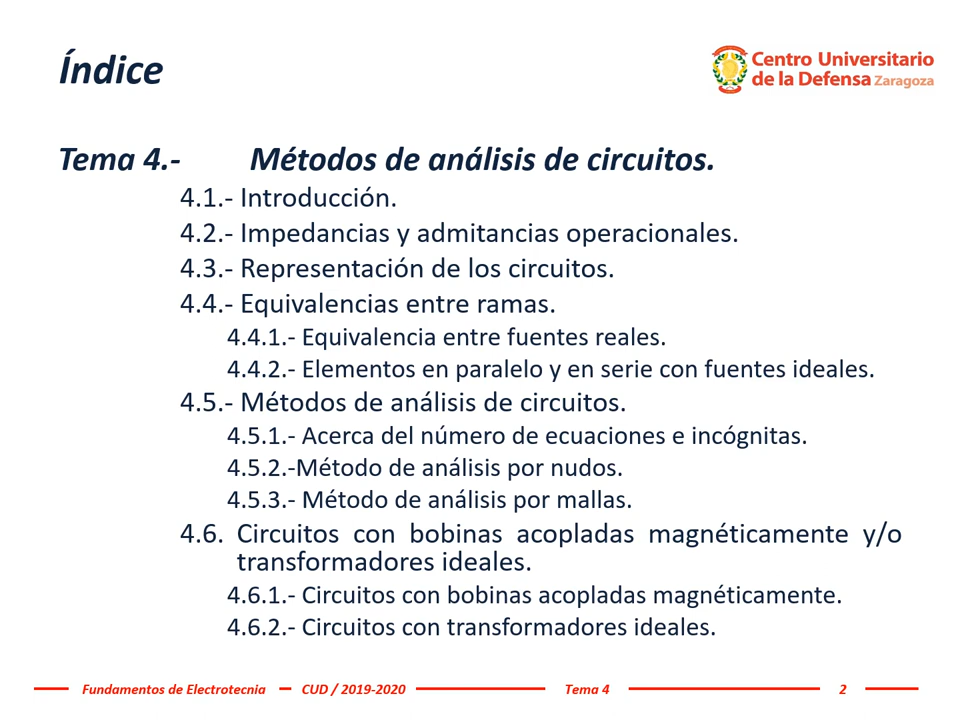 Índice
Centro Universitario
de la Defensa Zaragoza
Tema 4.- Métodos de análisis de circuitos.
4.1.- Introducción.
4.2.- Impedancias y admitancias operacionales.
4.3.- Representación de los circuitos.
4.4.- Equivalencias entre ramas.
4.4.1.- Equivalencia entre fuentes reales.
4.4.2.- Elementos en paralelo y en serie con fuentes ideales.
4.5.- Métodos de análisis de circuitos.
4.5.1.- Acerca del número de ecuaciones e incógnitas.
4.5.2.-Método de análisis por nudos.
4.5.3.- Método de análisis por mallas.
4.6. Circuitos con bobinas acopladas magnéticamente y/o
transformadores ideales.
4.6.1.- Circuitos con bobinas acopladas magnéticamente.
4.6.2.- Circuitos con transformadores ideales.
Fundamentos de Electrotecnia CUD / 2019-2020 Tema 4 2